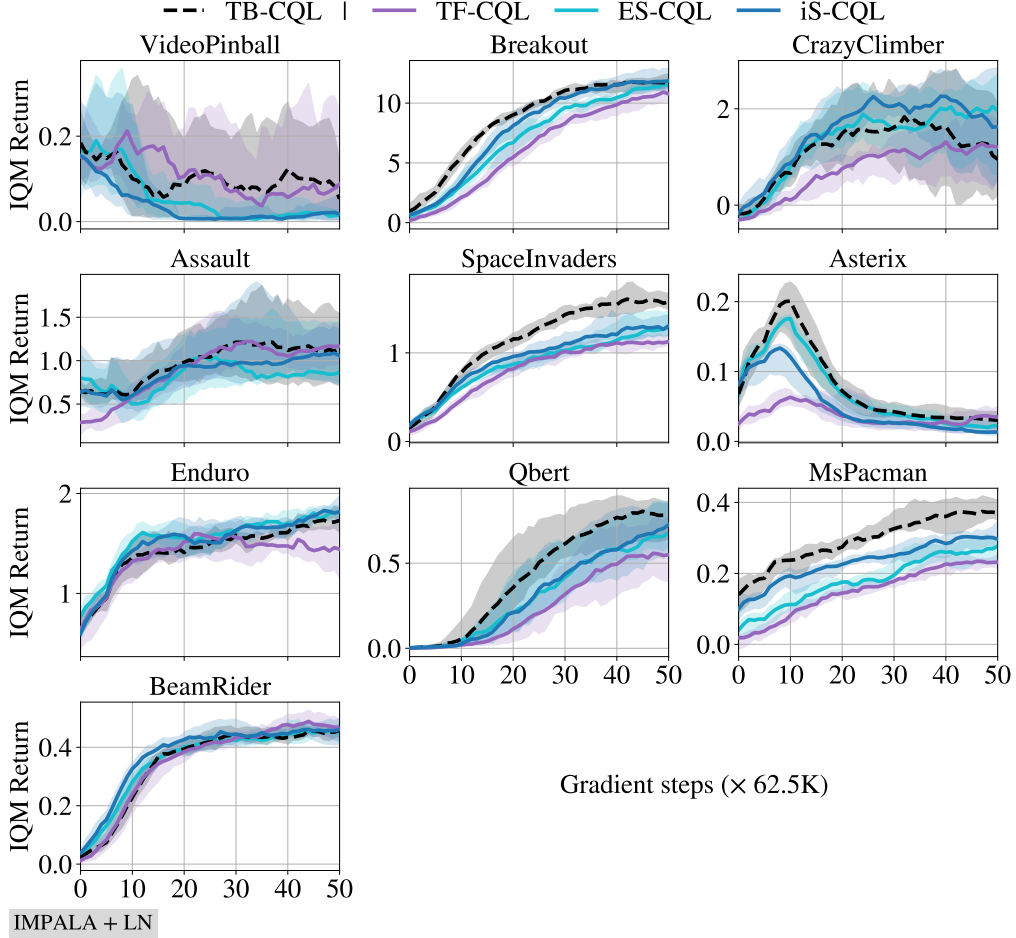 TB-CQL | TF-CQL ES-CQL iS-CQL
VideoPinball Breakout CrazyClimber
IQM Return
0.2
0.0
10
5
0
2
0
Assault SpaceInvaders Asterix
IQM Return
1.5
1.0
0.5
1
0
0.2
0.1
0.0
Enduro Qbert MsPacman
IQM Return
2
1
0.5
0.0
0.4
0.2
0.0
0 10 20 30 40 50
0 10 20 30 40 50
BeamRider
IQM Return
0.4
0.2
0.0
0 10 20 30 40 50
Gradient steps (× 62.5K)
IMPALA + LN